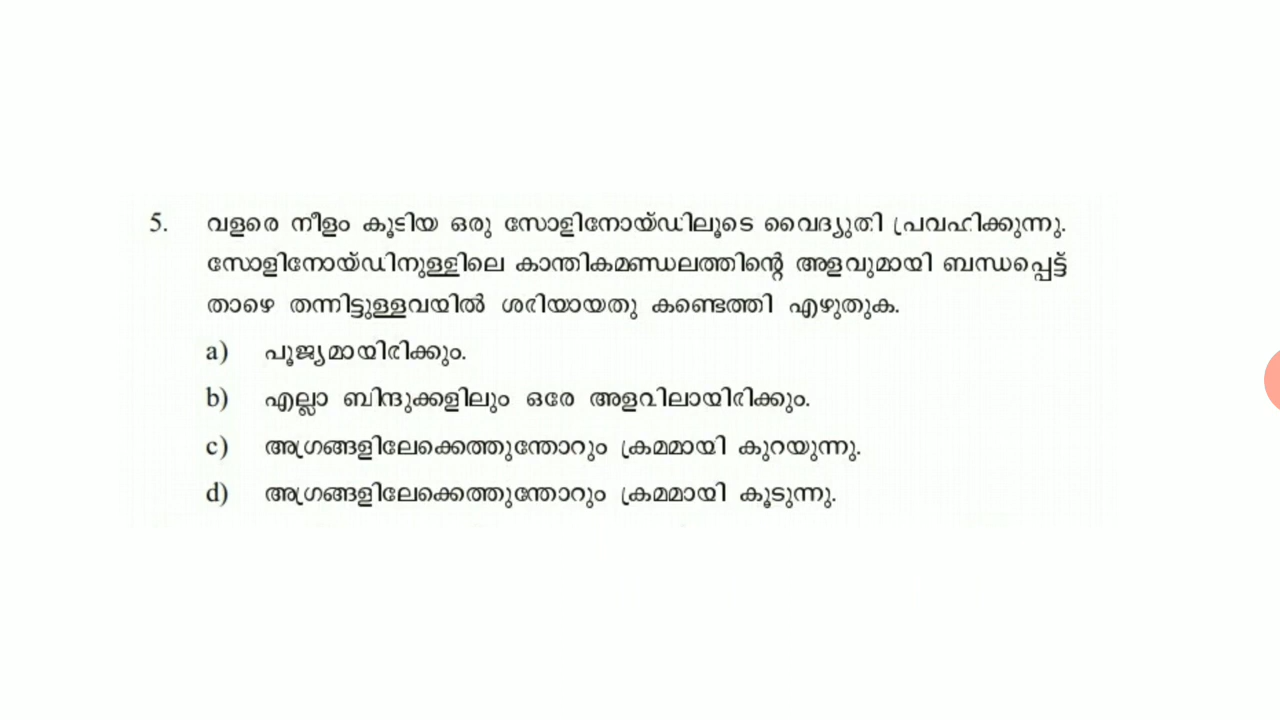 5. വളരെ നീളം കൂടിയ ഒരു സോളിനോയ്ഡിലൂടെ വൈദ്യുതി പ്രവഹിക്കുന്നു.
സോളിനോയ്ഡിനുള്ളിലെ കാന്തികമണ്ഡലത്തിന്റെ അളവുമായി ബന്ധപ്പെട്ട്
താഴെ തന്നിട്ടുള്ളവയിൽ ശരിയായതു കണ്ടെത്തി എഴുതുക.
a) പൂജ്യമായിരിക്കും.
b) എല്ലാ ബിന്ദുക്കളിലും ഒരേ അളവിലായിരിക്കും.
c) അഗ്രങ്ങളിലേക്കെത്തുന്തോറും ക്രമമായി കുറയുന്നു.
d) അഗ്രങ്ങളിലേക്കെത്തുന്തോറും ക്രമമായി കൂടുന്നു.